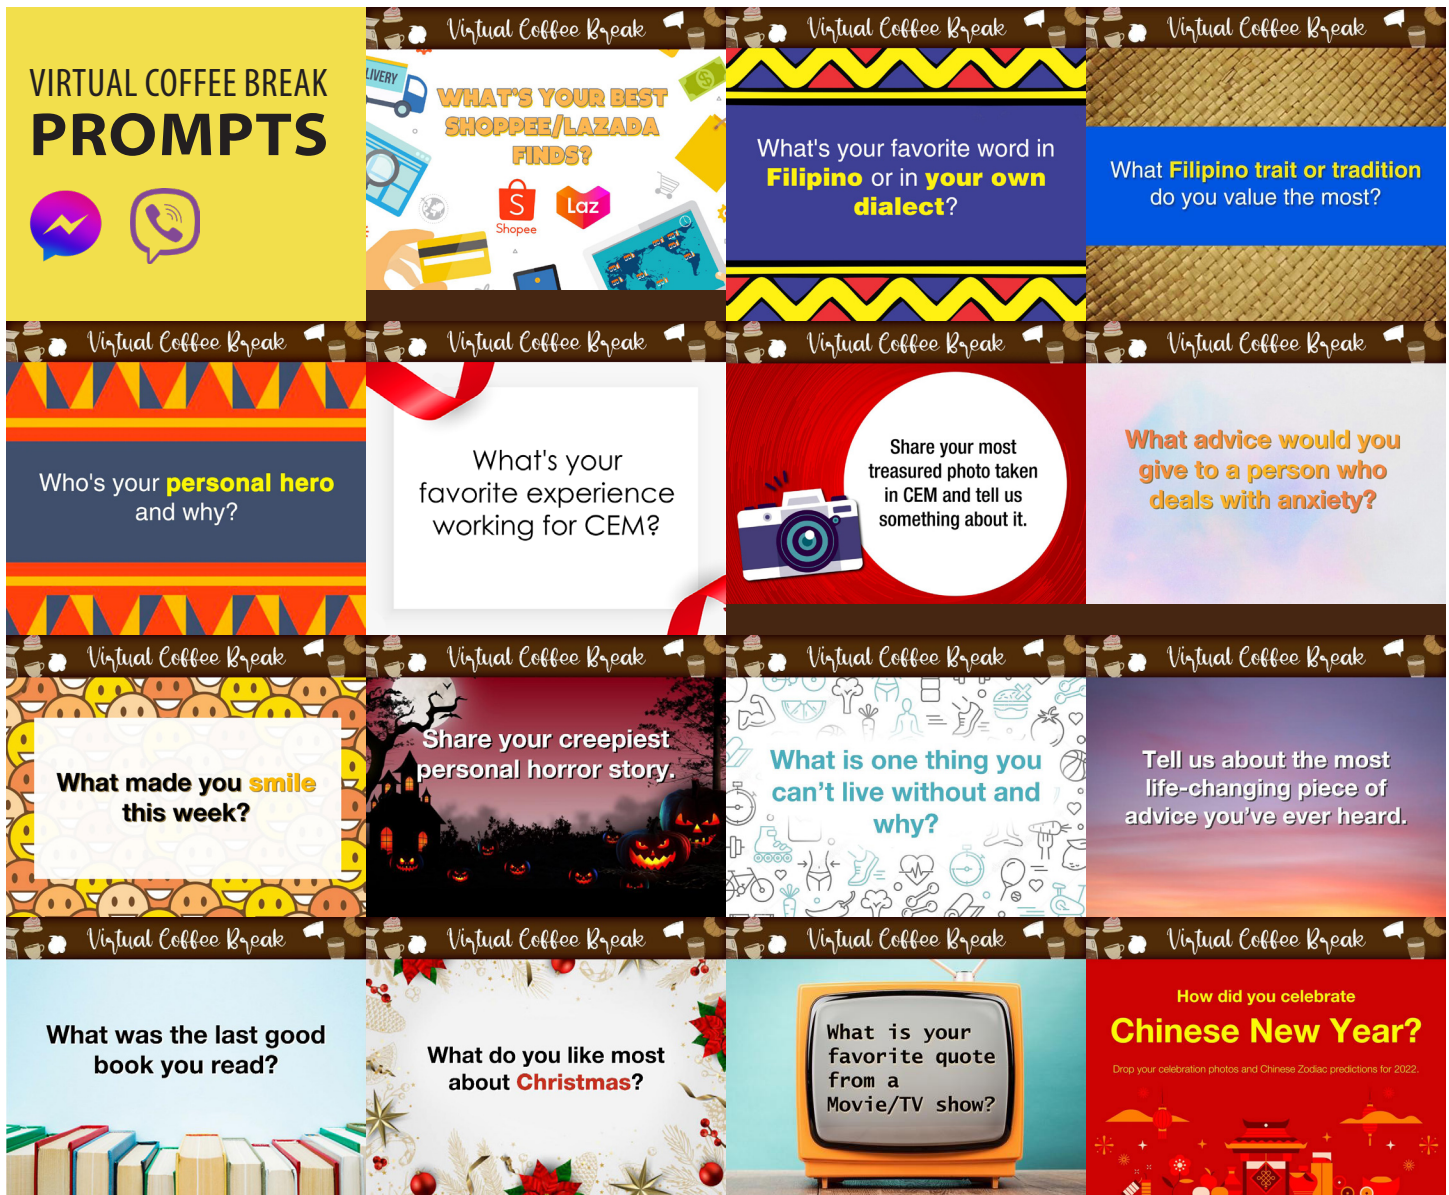 VIRTUAL COFFEE BREAK
PROMPTS
Virtual Coffee Break
LIVERY
WHAT'S YOUR BEST
SHOPPEE/LAZADA
FINDS?
S
Shopee
Laz
Virtual Coffee Break
What's your favorite word in
Filipino or in your own
dialect?
Virtual Coffee Break
What Filipino trait or tradition
do you value the most?
Virtual Coffee Break
Who's your personal hero
and why?
Virtual Coffee Break
What's your
favorite experience
working for CEM?
Virtual Coffee Break
Share your most
treasured photo taken
in CEM and tell us
something about it.
Virtual Coffee Break
What advice would you
give to a person who
deals with anxiety?
Virtual Coffee Break
What made you smile
this week?
Virtual Coffee Break
Share your creepiest
personal horror story.
Virtual Coffee Break
What is one thing you
can't live without and
why?
Virtual Coffee Break
Tell us about the most
life-changing piece of
advice you've ever heard.
Virtual Coffee Break
What was the last good
book you read?
Virtual Coffee Break
What do you like most
about Christmas?
Virtual Coffee Break
What is your
favorite quote
from a
Movie/TV show?
Virtual Coffee Break
How did you celebrate
Chinese New Year?
Drop your celebration photos and Chinese Zodiac predictions for 2022.